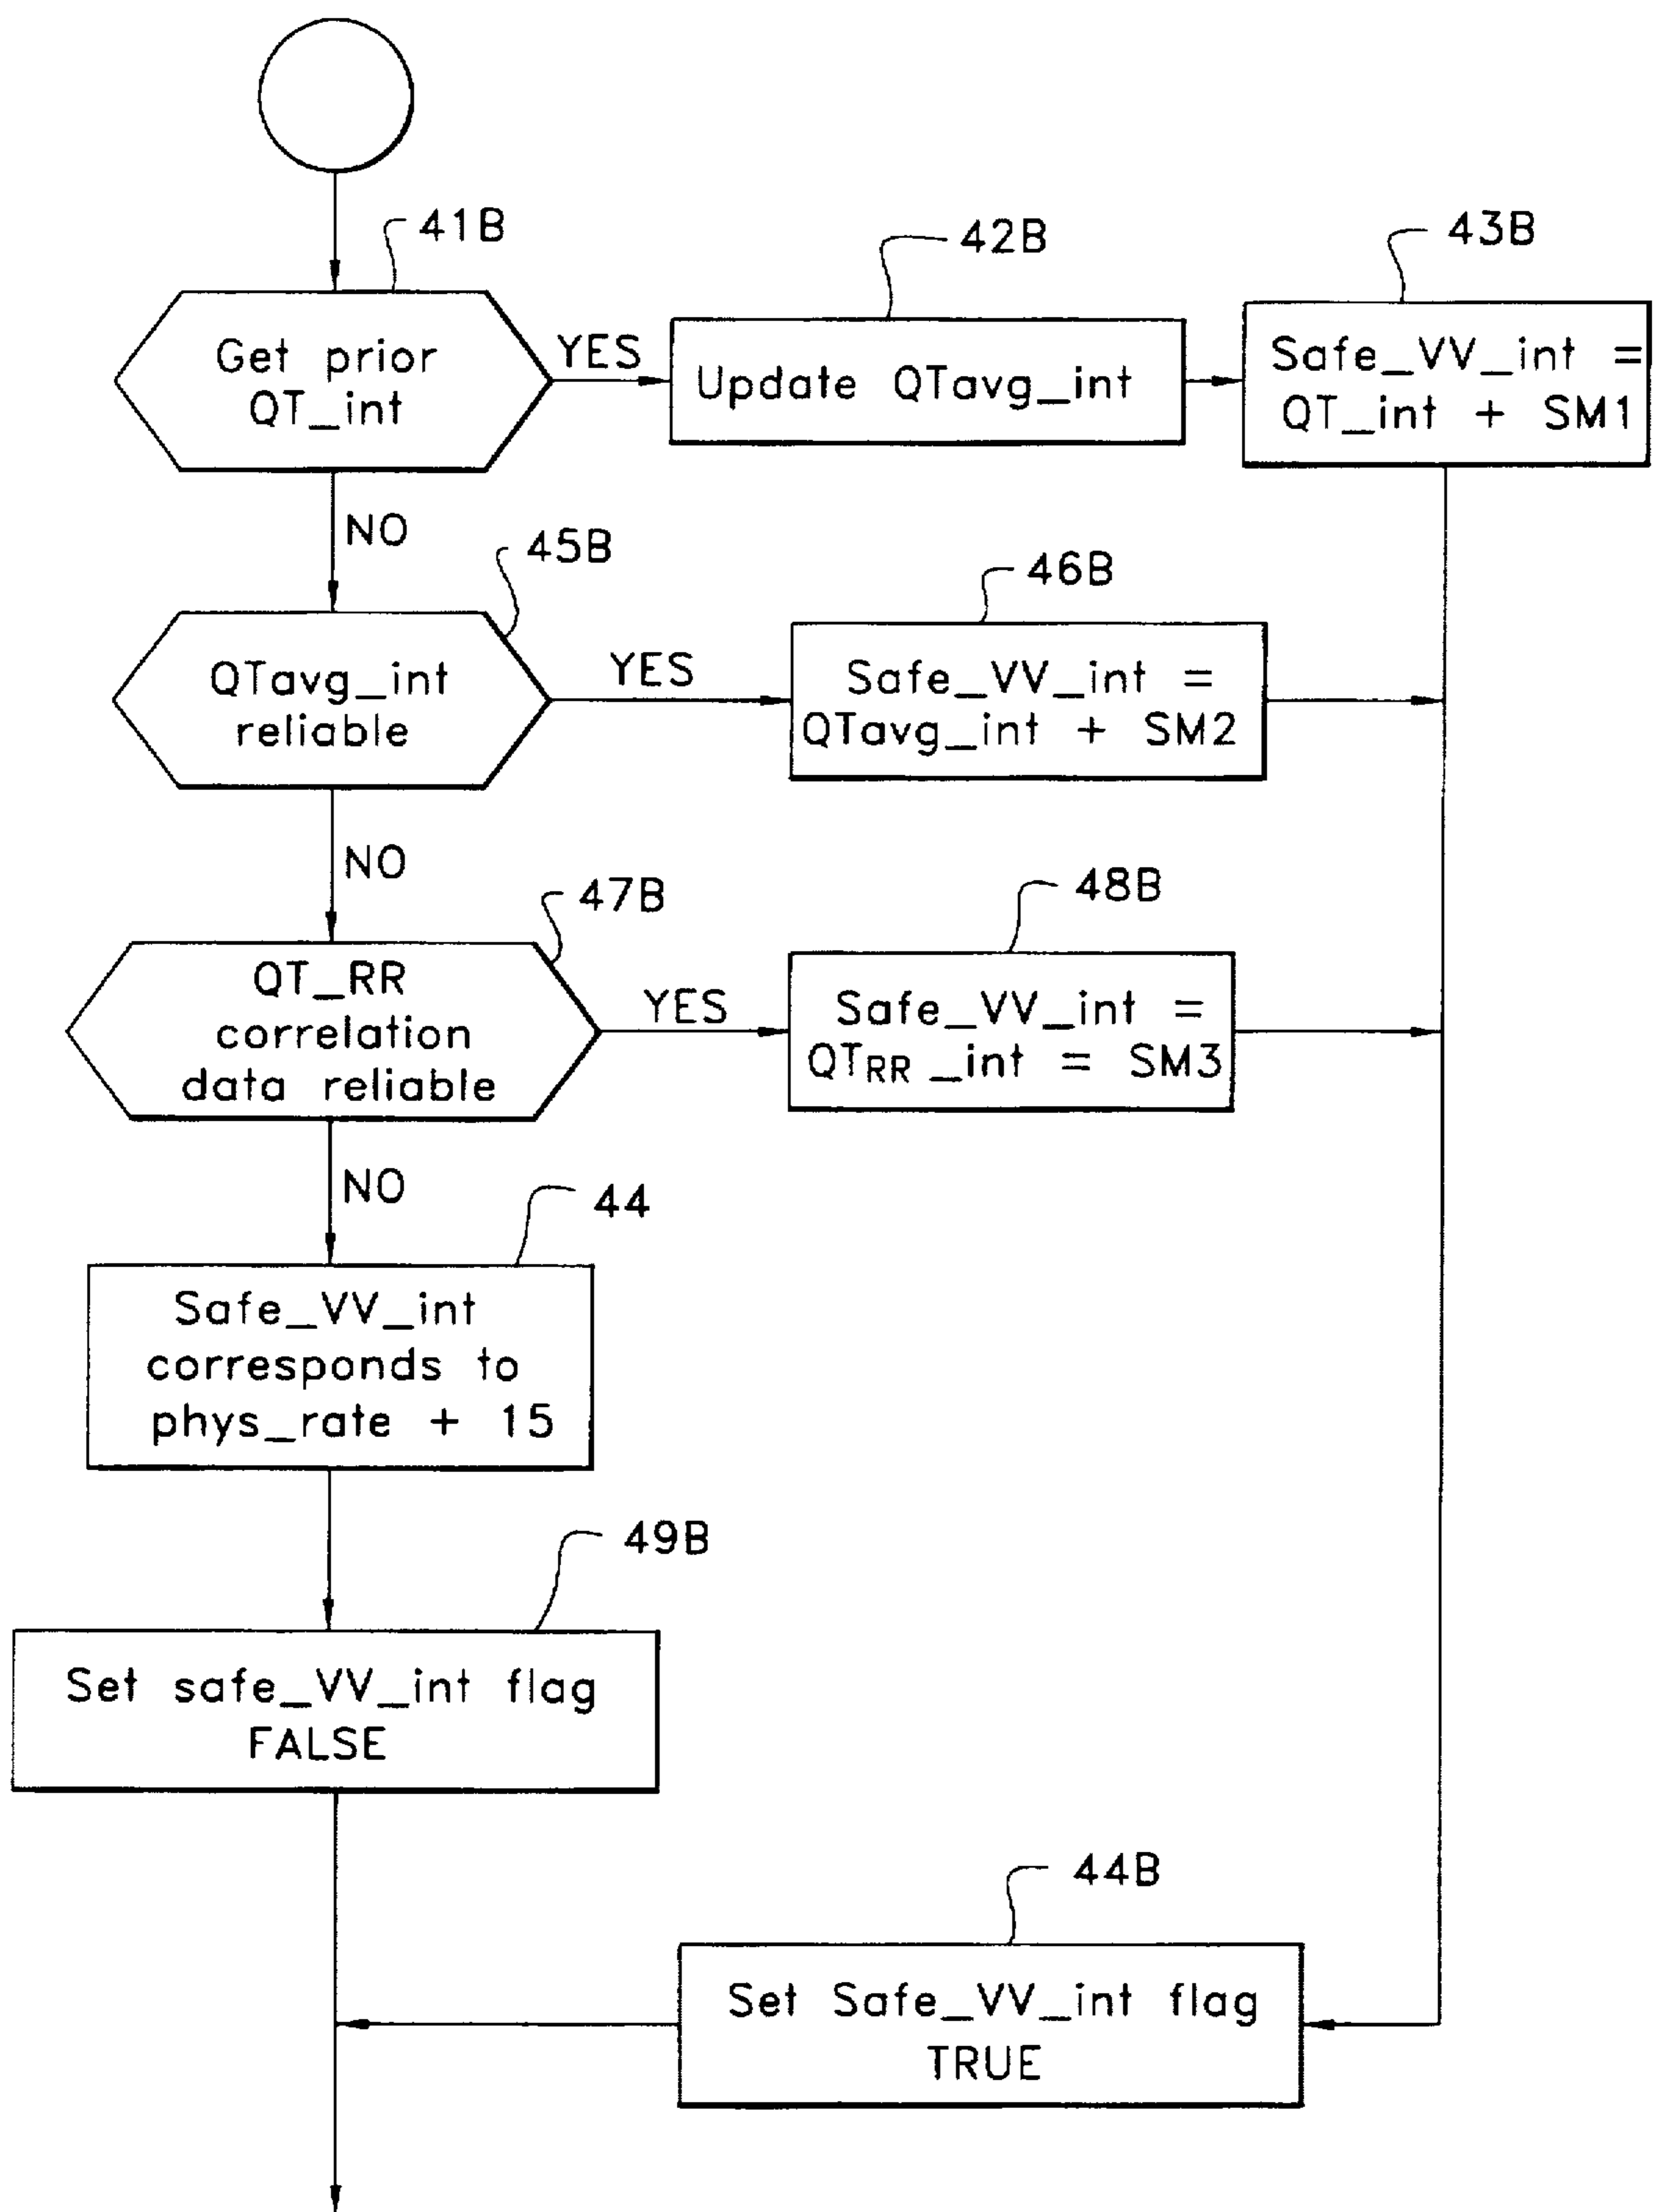 41B
42B
43B
Get prior
QT_int
YES
Update QTavg_int
Safe_VV_int =
QT_int + SM1
NO
45B
46B
QTavg_int
reliable
YES
Safe_VV_int =
QTavg_int + SM2
NO
47B
48B
QT_RR
correlation
data reliable
YES
Safe_VV_int =
QTRR_int = SM3
NO
44
Safe_VV_int
corresponds to
phys_rate + 15
49B
Set safe_VV_int flag
FALSE
44B
Set Safe_VV_int flag
TRUE